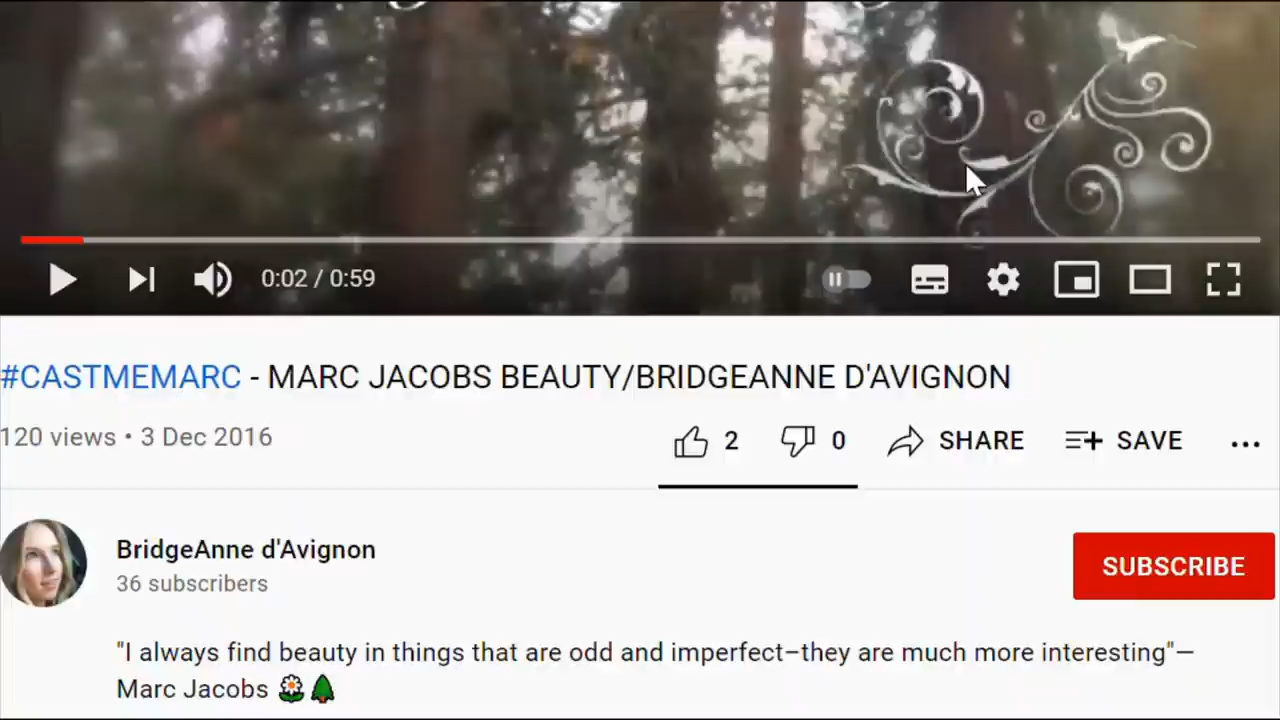 0:02 / 0:59
#CASTMEMARC - MARC JACOBS BEAUTY/BRIDGEANNE D'AVIGNON
120 views • 3 Dec 2016
2 0 SHARE SAVE
BridgeAnne d'Avignon
36 subscribers
SUBSCRIBE
"I always find beauty in things that are odd and imperfect–they are much more interesting"—
Marc Jacobs 🌼🌲